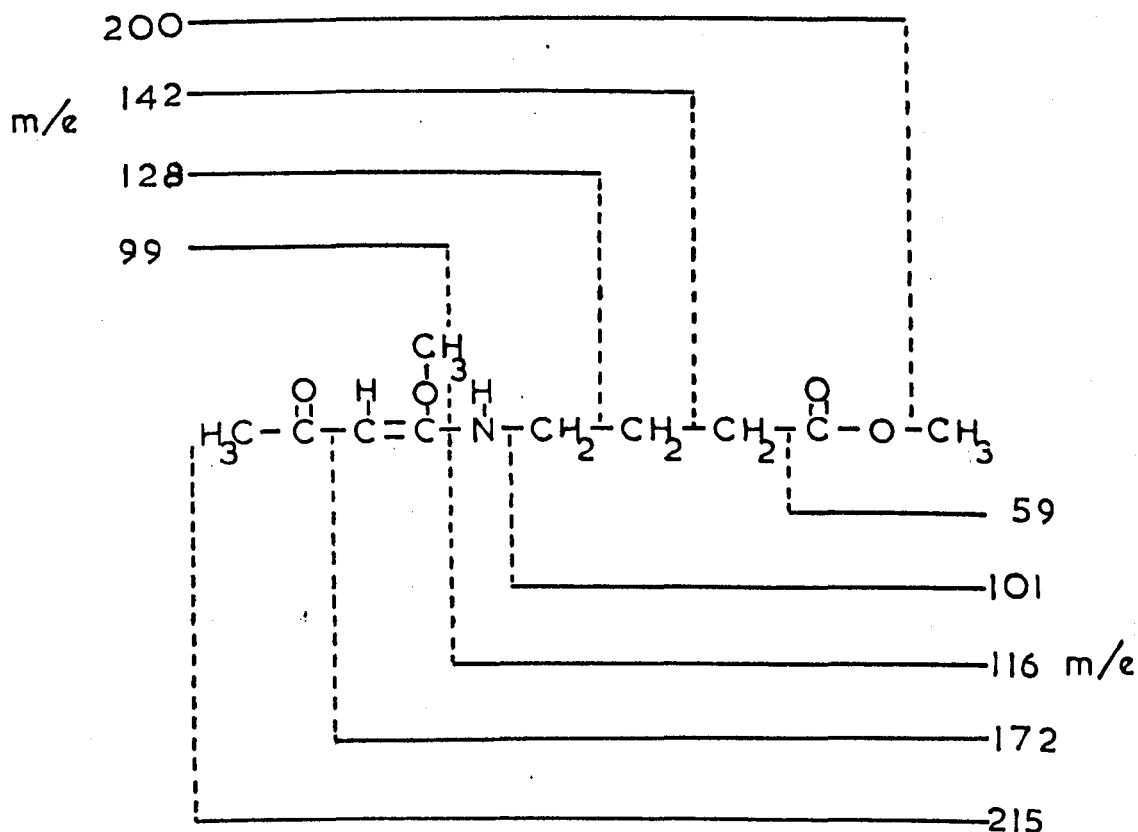 200
142
m/e
128
99
CH3
O H O H O
H3C-C-C=C-N-CH2-CH2-CH2-C-O-CH3
59
101
116 m/e
172
215